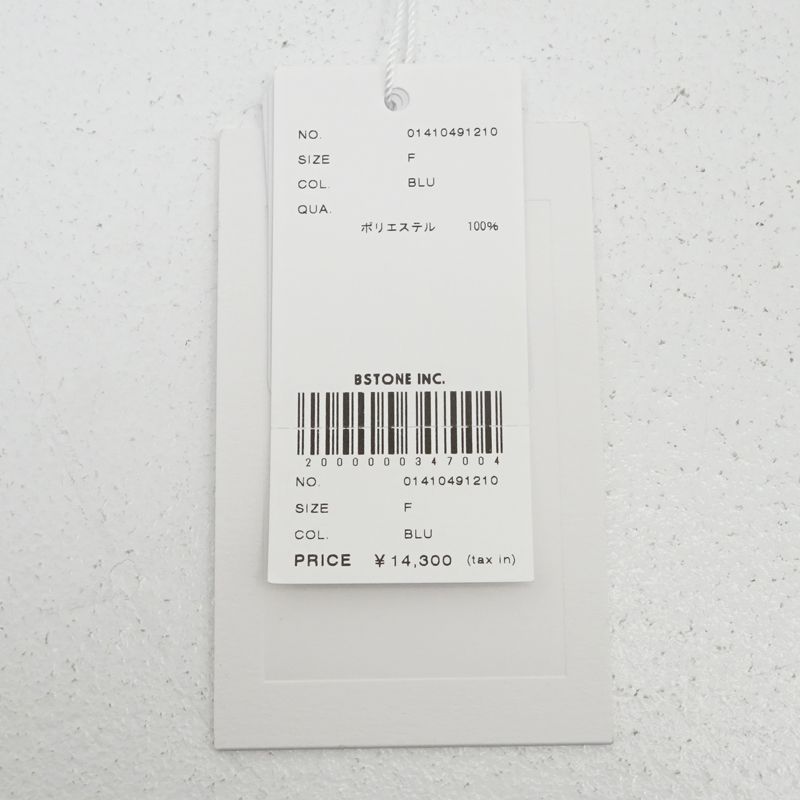 NO. 01410491210
SIZE F
COL. BLU
QUA.
ポリエステル 100%
BSTONE INC.
2000000347004
NO. 01410491210
SIZE F
COL. BLU
PRICE ¥14,300 (tax in)